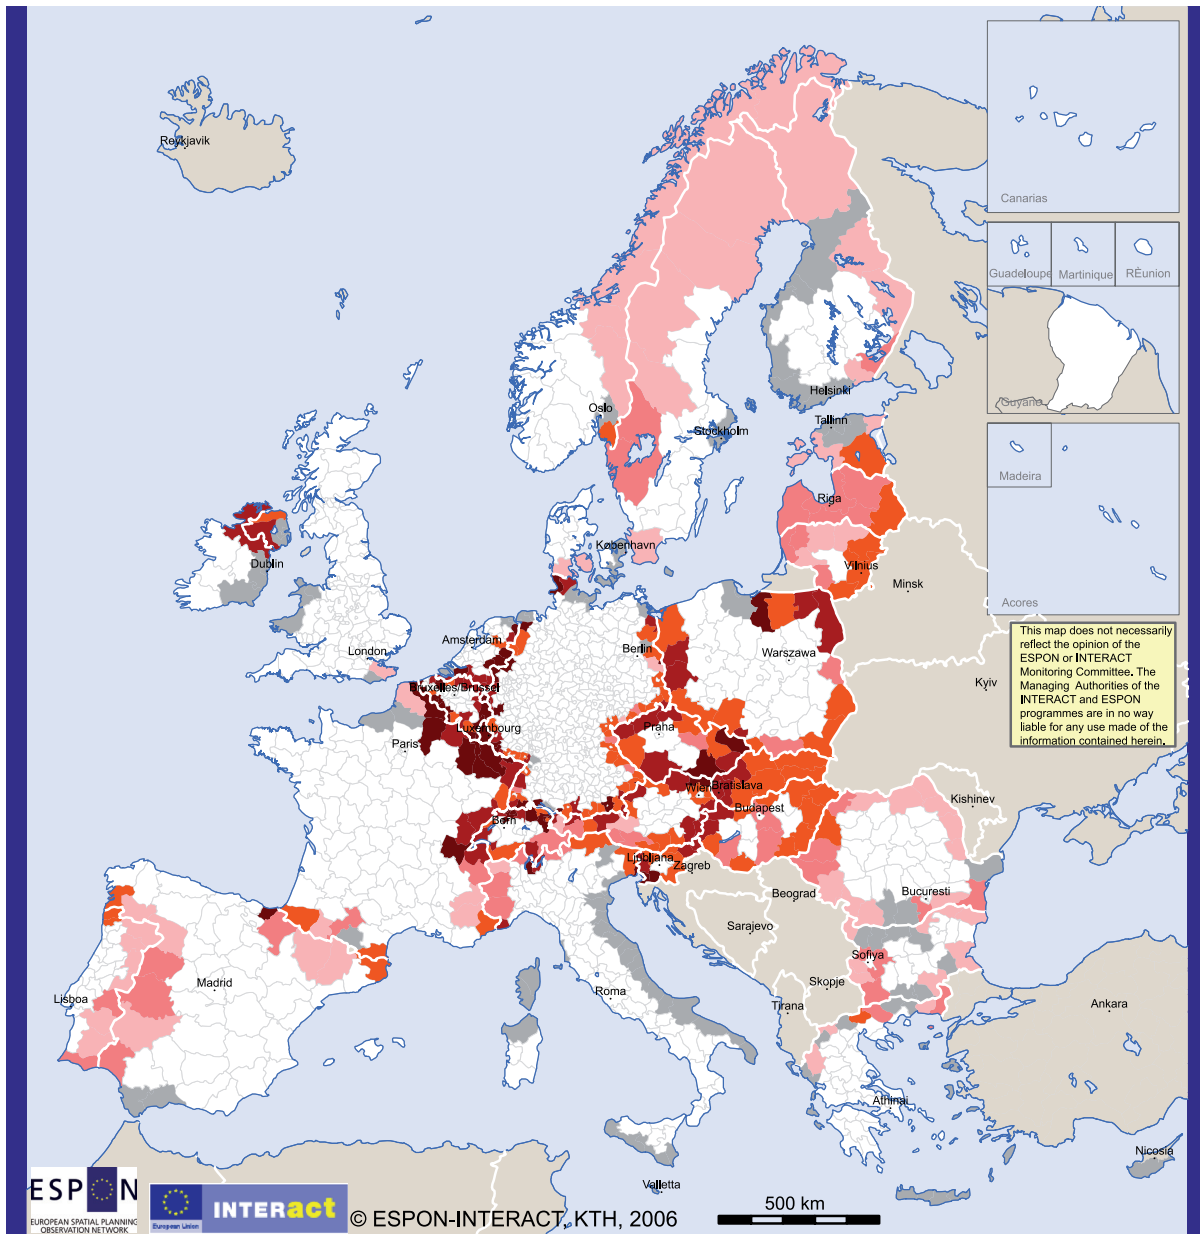 Reykjavik
Canarias
Guadeloupe
Martinique
RÉunion
Guyane
Madeira
Acores
Oslo
Stockholm
Helsinki
Tallinn
Riga
København
Vilnius
Minsk
Dublin
London
Amsterdam
Berlin
Warszawa
Kyiv
Bruxelles/Brussel
Luxembourg
Paris
Praha
Wien
Bratislava
Budapest
Bern
Kishinev
Ljubljana
Zagreb
Beograd
Bucuresti
Sarajevo
Sofiya
Skopje
Tirana
Roma
Madrid
Lisboa
Ankara
Athinai
Nicosia
Valletta
This map does not necessarily
reflect the opinion of the
ESPON or INTERACT
Monitoring Committee. The
Managing Authorities of the
INTERACT and ESPON
programmes are in no way
liable for any use made of the
information contained herein.
ESPON
EUROPEAN SPATIAL PLANNING
OBSERVATION NETWORK
European Union
INTERact
© ESPON-INTERACT, KTH, 2006
500 km